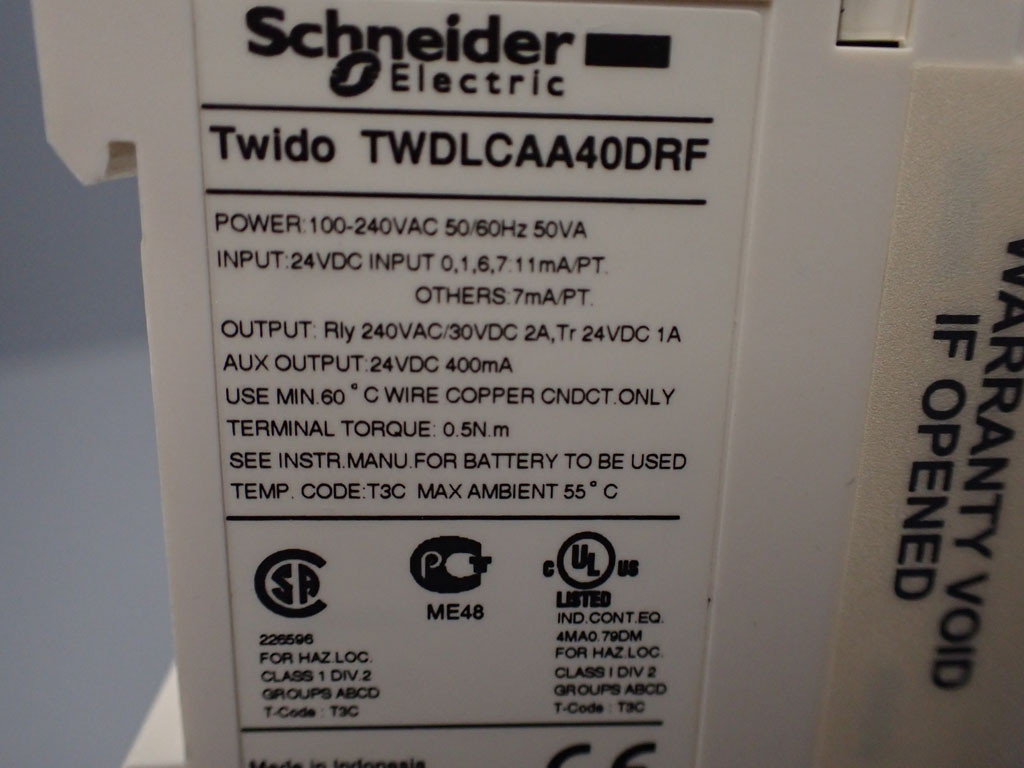 Schneider
Electric
Twido TWDLCAA40DRF
POWER:100-240VAC 50/60Hz 50VA
INPUT:24VDC INPUT 0,1,6,7:11mA/PT.
OTHERS:7mA/PT.
OUTPUT: Rly 240VAC/30VDC 2A,Tr 24VDC 1A
AUX OUTPUT:24VDC 400mA
USE MIN.60°C WIRE COPPER CNDCT.ONLY
TERMINAL TORQUE: 0.5N.m
SEE INSTR.MANU.FOR BATTERY TO BE USED
TEMP. CODE:T3C MAX AMBIENT 55°C
SA
226596
FOR HAZ.LOC.
CLASS 1 DIV.2
GROUPS ABCD
T-Code : T3C
PCT
ME48
C UL US
LISTED
IND.CONT.EQ.
4MA0.79DM
FOR HAZ.LOC.
CLASS I DIV 2
GROUPS ABCD
T-Code : T3C
Made in Indonesia
CE
WARRANTY VOID
IF OPENED